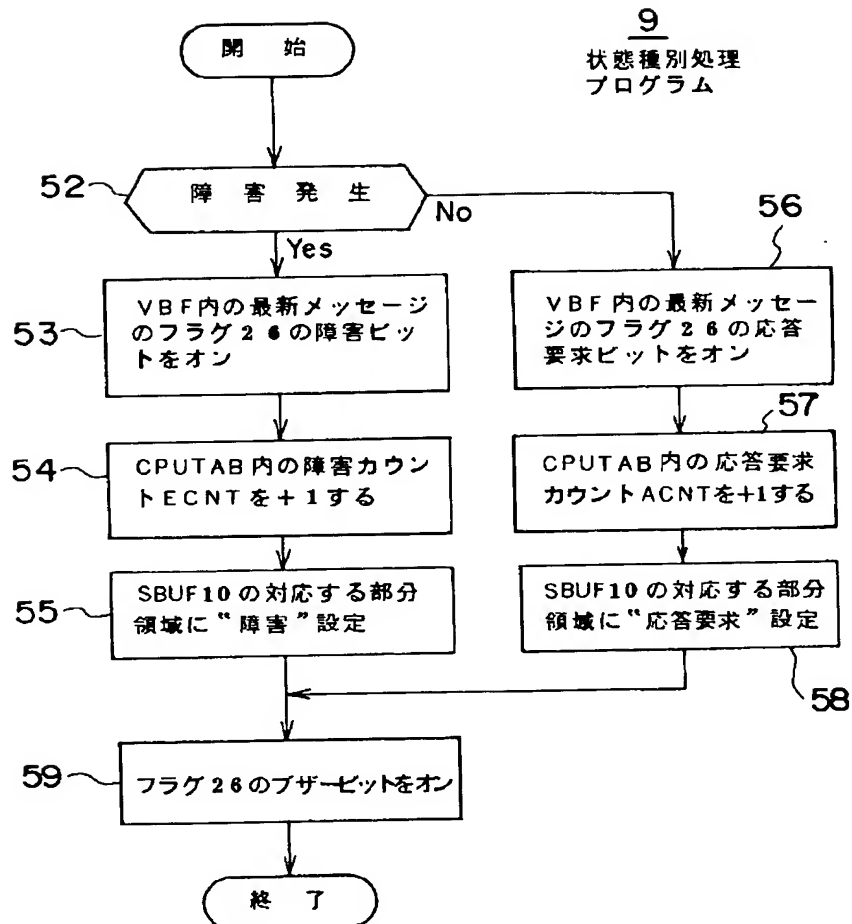 9
状態種別処理
プログラム
開 始
52
障 害 発 生
No
Yes
53
VBF内の最新メッセージ
のフラグ26の障害ビッ
トをオン
54
CPUTAB内の障害カウン
トECNTを+1する
55
SBUF10の対応する部分
領域に“障害”設定
56
VBF内の最新メッセー
ジのフラグ26の応答
要求ビットをオン
57
CPUTAB内の応答要求
カウントACNTを+1する
SBUF10の対応する部分
領域に“応答要求”設定
58
59
フラグ26のブザービットをオン
終 了